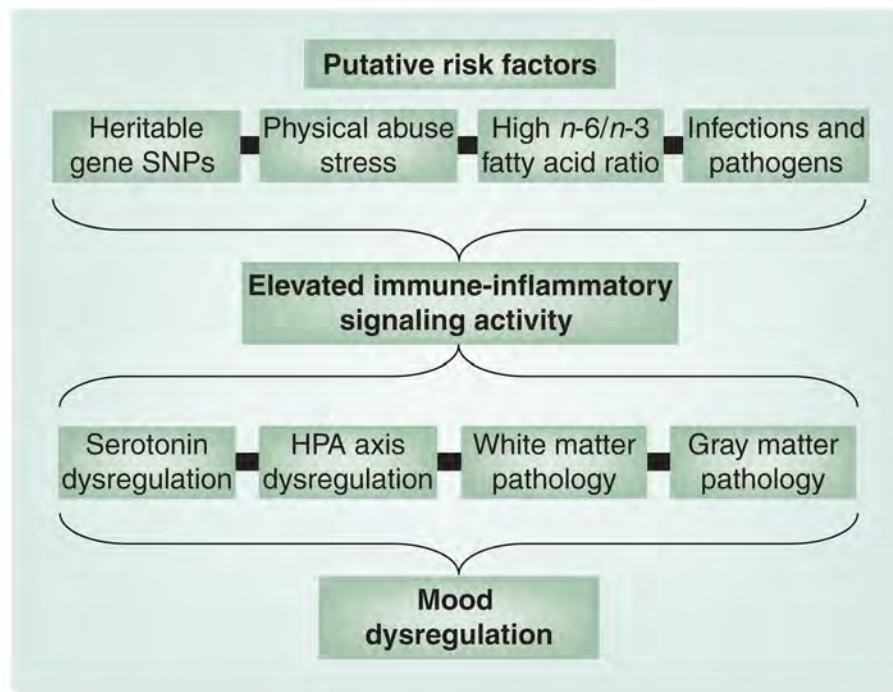 Putative risk factors
Heritable
gene SNPs
Physical abuse
stress
High n-6/n-3
fatty acid ratio
Infections and
pathogens
Elevated immune-inflammatory
signaling activity
Serotonin
dysregulation
HPA axis
dysregulation
White matter
pathology
Gray matter
pathology
Mood
dysregulation